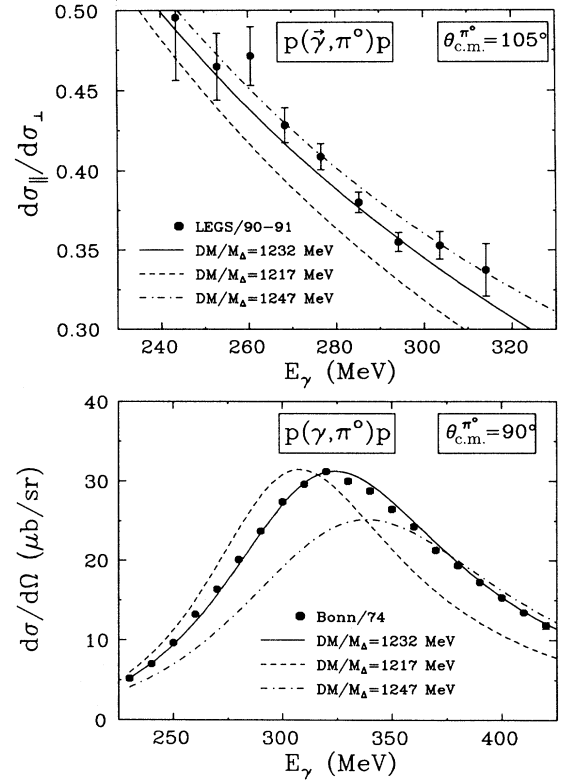 p(γ⃗,π°)p
θ_c.m.^π° =105°
0.50
0.45
0.40
0.35
0.30
dσ∥/dσ⊥
LEGS/90-91
DM/M_Δ=1232 MeV
DM/M_Δ=1217 MeV
DM/M_Δ=1247 MeV
240 260 280 300 320
E_γ (MeV)
p(γ,π°)p
θ_c.m.^π° =90°
40
30
20
10
0
dσ/dΩ (μb/sr)
Bonn/74
DM/M_Δ=1232 MeV
DM/M_Δ=1217 MeV
DM/M_Δ=1247 MeV
250 300 350 400
E_γ (MeV)